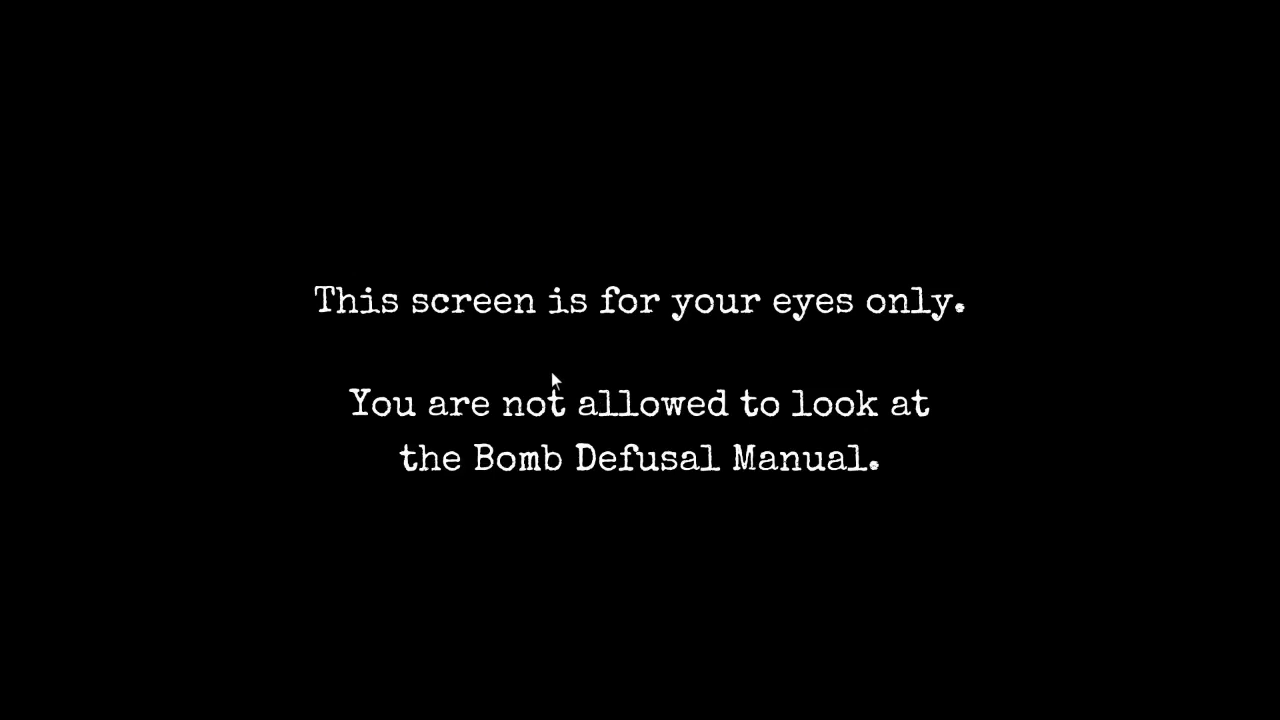 This screen is for your eyes only.
You are not allowed to look at
the Bomb Defusal Manual.